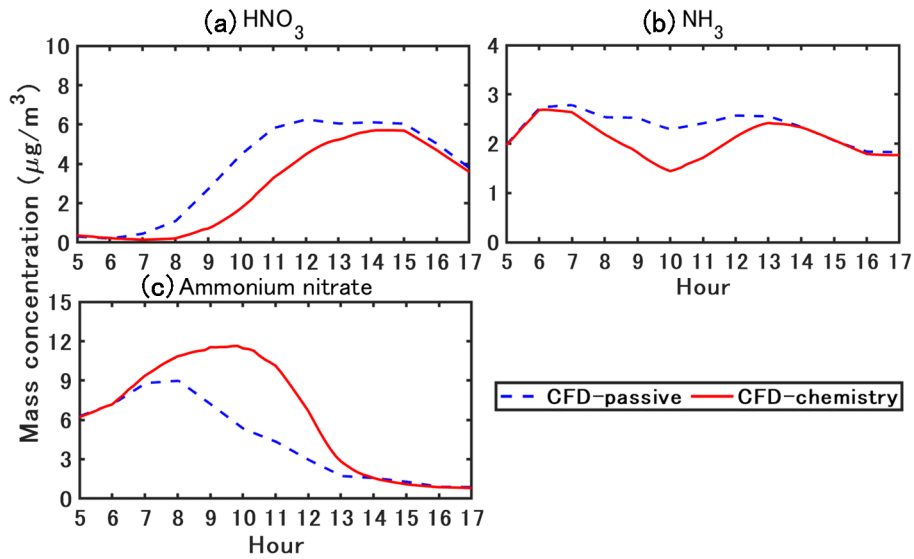 (a) HNO3
(b) NH3
Mass concentration (μg/m³)
10
8
6
4
2
0
5 6 7 8 9 10 11 12 13 14 15 16 17
4
3
2
1
0
5 6 7 8 9 10 11 12 13 14 15 16 17
Hour
(c) Ammonium nitrate
15
12
9
6
3
0
5 6 7 8 9 10 11 12 13 14 15 16 17
Hour
CFD-passive CFD-chemistry